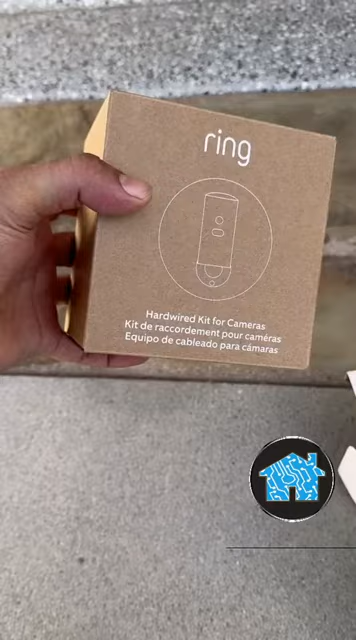 ring
Hardwired Kit for Cameras
Kit de raccordement pour caméras
Equipo de cableado para cámaras